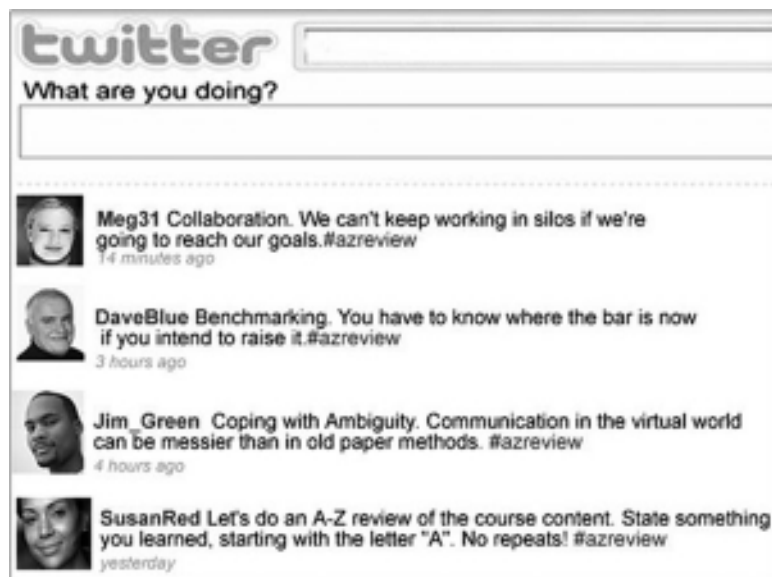 twitter
What are you doing?
Meg31 Collaboration. We can't keep working in silos if we're
going to reach our goals.#azreview
14 minutes ago
DaveBlue Benchmarking. You have to know where the bar is now
if you intend to raise it.#azreview
3 hours ago
Jim_Green Coping with Ambiguity. Communication in the virtual world
can be messier than in old paper methods. #azreview
4 hours ago
SusanRed Let's do an A-Z review of the course content. State something
you learned, starting with the letter "A". No repeats! #azreview
yesterday